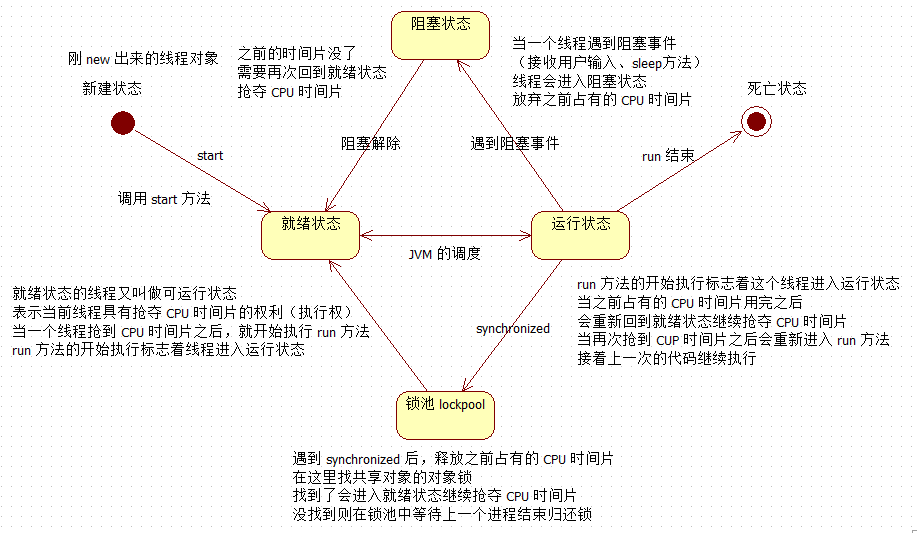 阻塞状态
刚 new 出来的线程对象
新建状态
之前的时间片没了
需要再次回到就绪状态
抢夺 CPU 时间片
当一个线程遇到阻塞事件
（接收用户输入、sleep方法）
线程会进入阻塞状态
放弃之前占有的 CPU 时间片
死亡状态
start
阻塞解除
遇到阻塞事件
run 结束
调用 start 方法
就绪状态
运行状态
JVM 的调度
就绪状态的线程又叫做可运行状态
表示当前线程具有抢夺 CPU 时间片的权利（执行权）
当一个线程抢到 CPU 时间片之后，就开始执行 run 方法
run 方法的开始执行标志着线程进入运行状态
run 方法的开始执行标志着这个线程进入运行状态
当之前占有的 CPU 时间片用完之后
会重新回到就绪状态继续抢夺 CPU 时间片
当再次抢到 CUP 时间片之后会重新进入 run 方法
接着上一次的代码继续执行
synchronized
锁池 lockpool
遇到 synchronized 后，释放之前占有的 CPU 时间片
在这里找共享对象的对象锁
找到了会进入就绪状态继续抢夺 CPU 时间片
没找到则在锁池中等待上一个进程结束归还锁